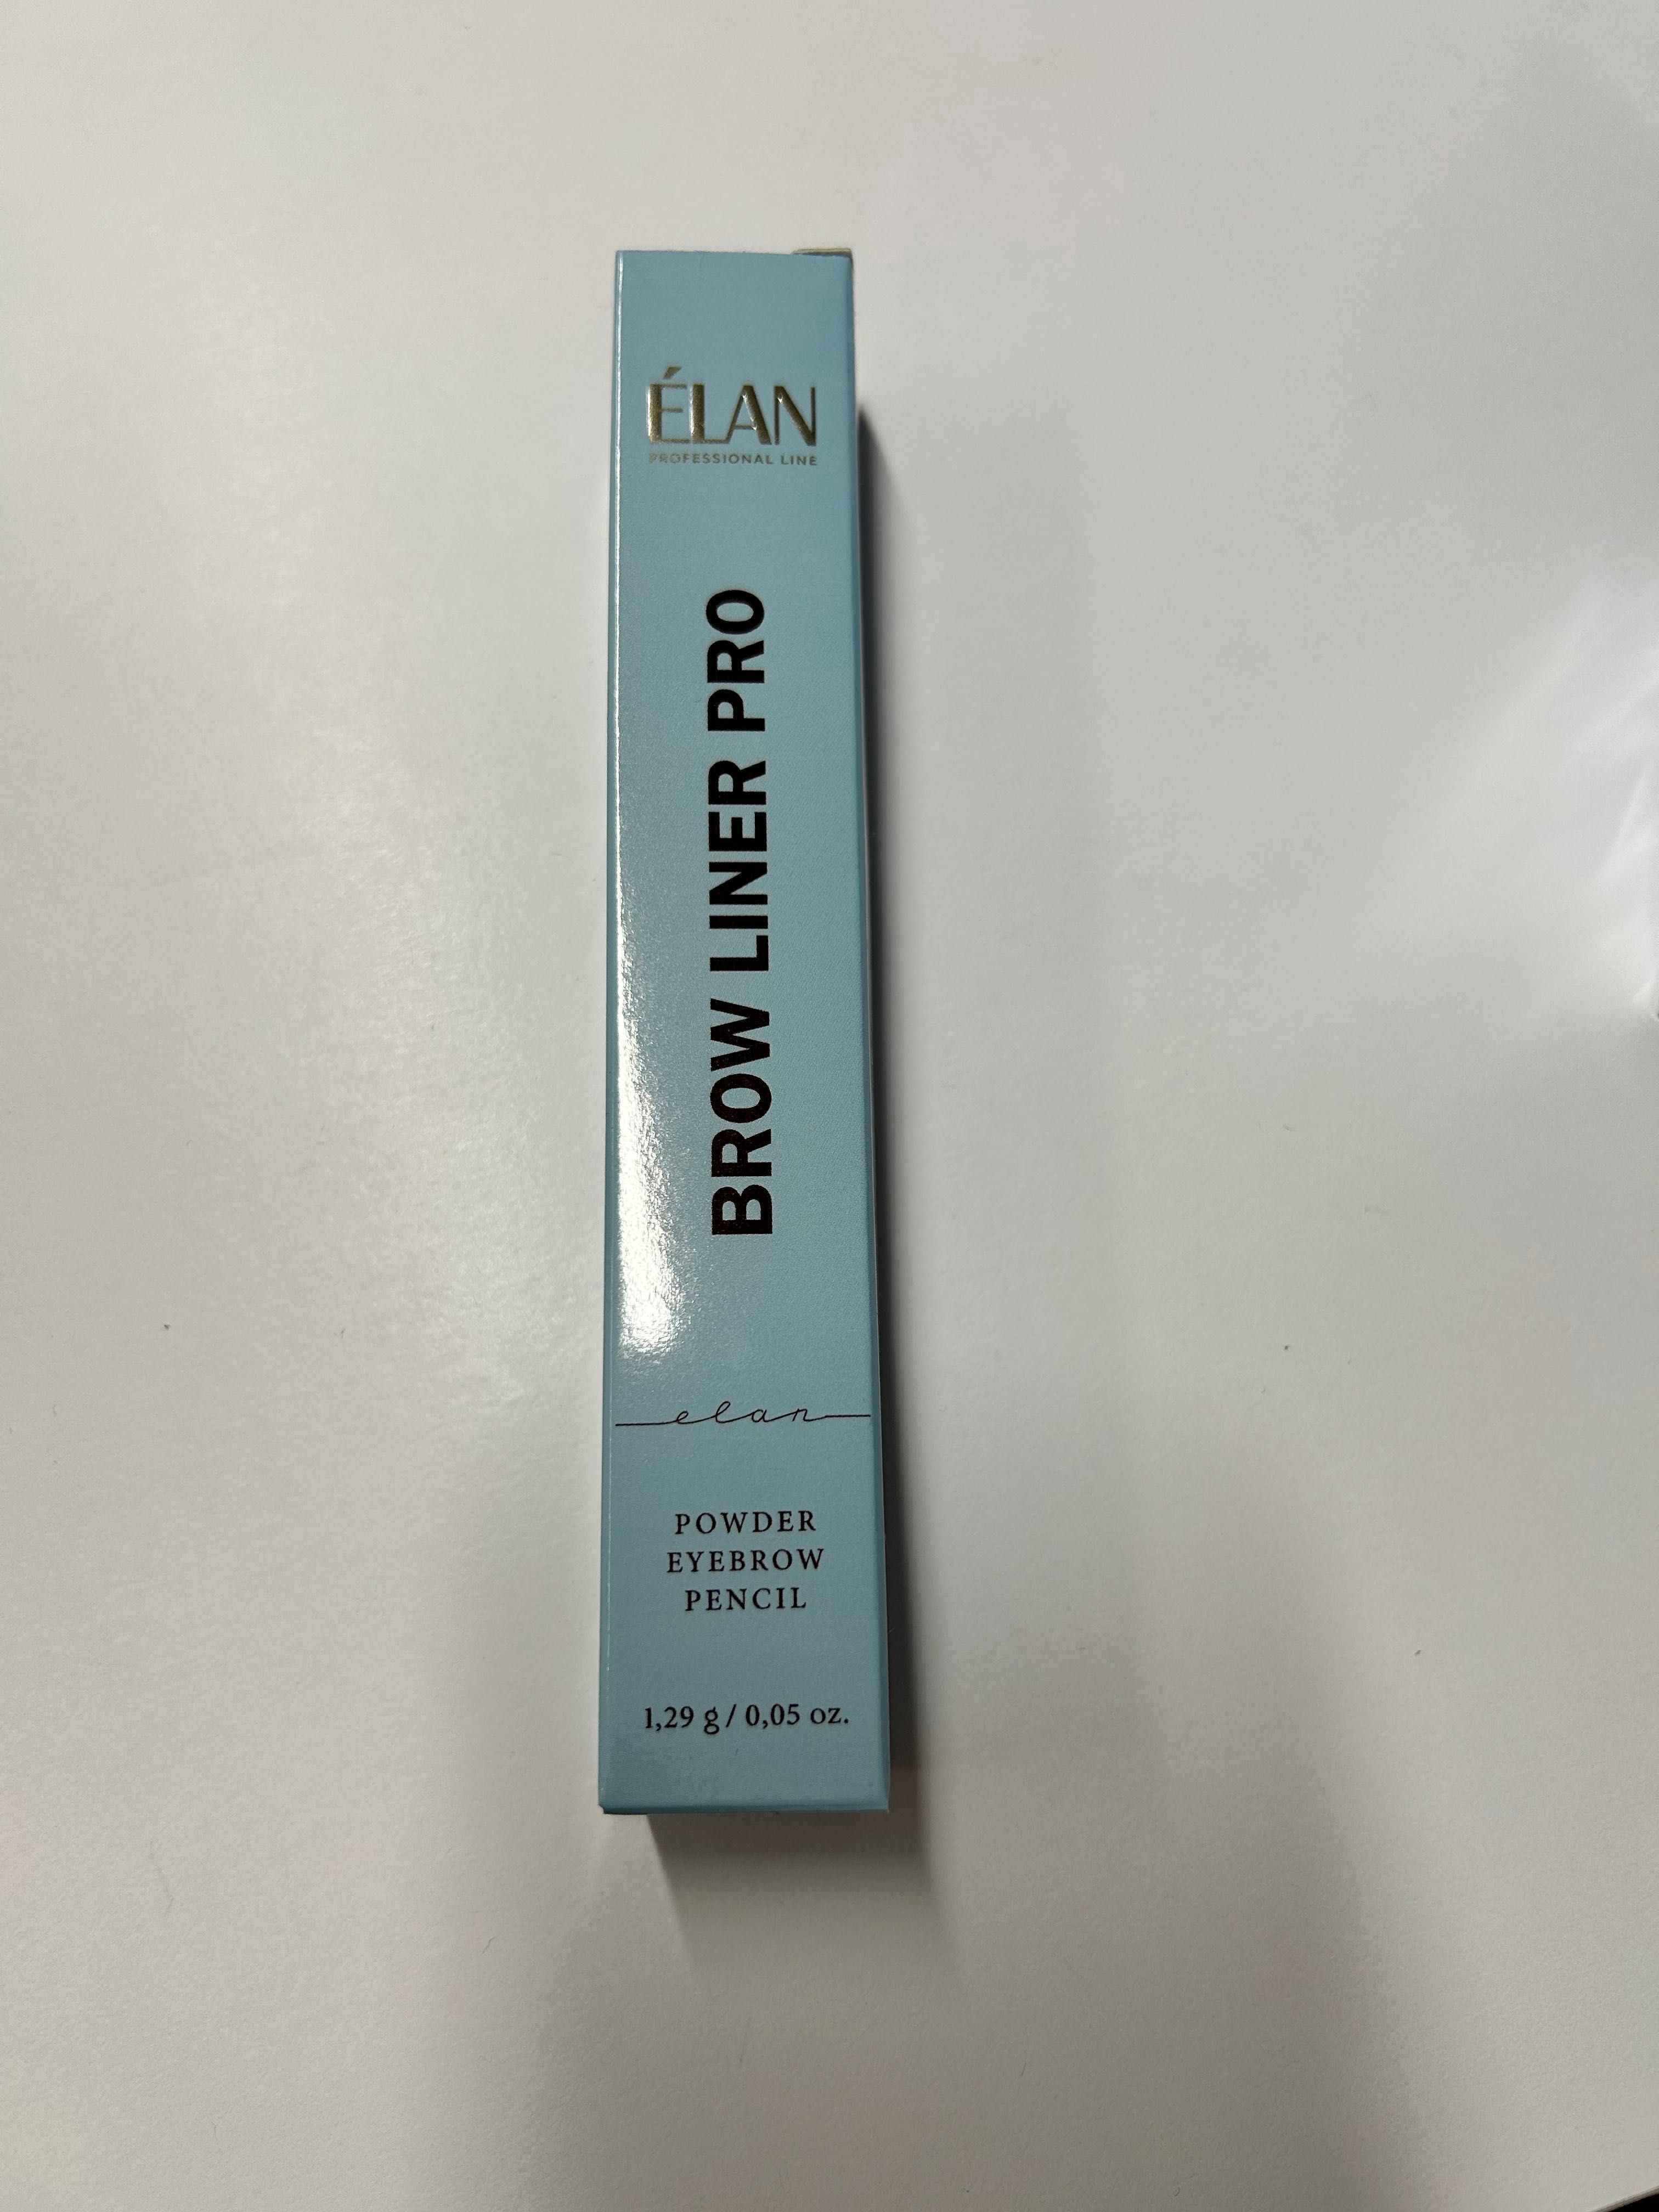 ÉLAN
PROFESSIONAL LINE
BROW LINER PRO
elan
POWDER
EYEBROW
PENCIL
1,29 g / 0,05 oz.